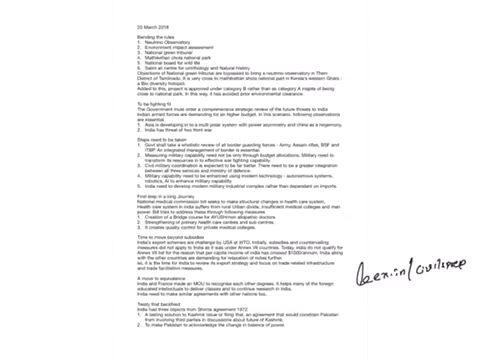 20 March 2018
Bending the rules
1. Neutrino Observatory
2. Environment impact assessment
3. National green tribunal
4. Mathikettan shola national park
5. National board for wild life
6. Salim ali centre for ornithology and Natural history
Objections of National green tribunal are bypassed to bring a neutrino observatory in Theni
District of Tamilnadu. It is very close to mathikettan shola national park in Kerala's western Ghats -
a Bio diversity hotspot.
Added to this, project is approved under category B rather than as category A inspite of being
close to national park. In this way, it has avoided prior environmental clearance.
To be fighting fit
The Government must order a comprehensive strategic review of the future threats to India
Indian armed forces are demanding for an higher budget. In this scenario, following observations
are essential.
1. Asia is developing in to a multi polar system with power asymmetry and china as a hegemony.
2. India has threat of two front war.
Steps need to be taken
1. Govt shall take a wholistic review of all border guarding forces - Army, Assam rifles, BSF and
ITBP. An integrated management of border is essential.
2. Measuring military capability need not be only through budget allocations. Military need to
transform its resources in to effective war fighting capability.
3. Civil military coordination is expected to be far better. There need to be a greater integration
between all three services and ministry of defence.
4. Military capability need to be enhanced using modern technology - autonomous systems,
robotics, AI to enhance military capability
5. India need to develop modern military industrial complex rather than dependant on imports.
First step in a long Journey
National medical commission bill seeks to make structural changes in health care system.
Health care system in India suffers from rural Urban divide, insufficient medical colleges and man
power. Bill tries to address these through following measures
1. Creation of a Bridge course for AYUSH/non allopathic doctors
2. Strengthening of primary health care centres and sub centres.
3. It creates quality control for private medical colleges.
Time to move beyond subsidies
India's export schemes are challenge by USA at WTO. Initially, subsidies and countervailing
measures did not apply to India as it was under Annex VII countries. Today, india do not qualify for
Annex VII list for the reason that per capita income of india has crossed $1000/annum. India along
with the other countries are demanding for relaxation of notes further.
so, it is the time for India to review its export strategy and focus on trade related infrastructure
and trade facilitation measures.
A move to equivalence
India and France made an MOU to recognise each other degrees. It helps many of the foreign
educated intellectuals to deliver classes and to continue research in India.
India need to make similar agreements with other nations too.
Treaty that backfired
India had three objects from Shimla agreement 1972
1. A lasting solution to Kashmir issue or filing that, an agreement that would constrain Pakistan
from involving third parties in discussions about future of Kashmir.
2. To make Pakistan to acknowledge the change in balance of power.